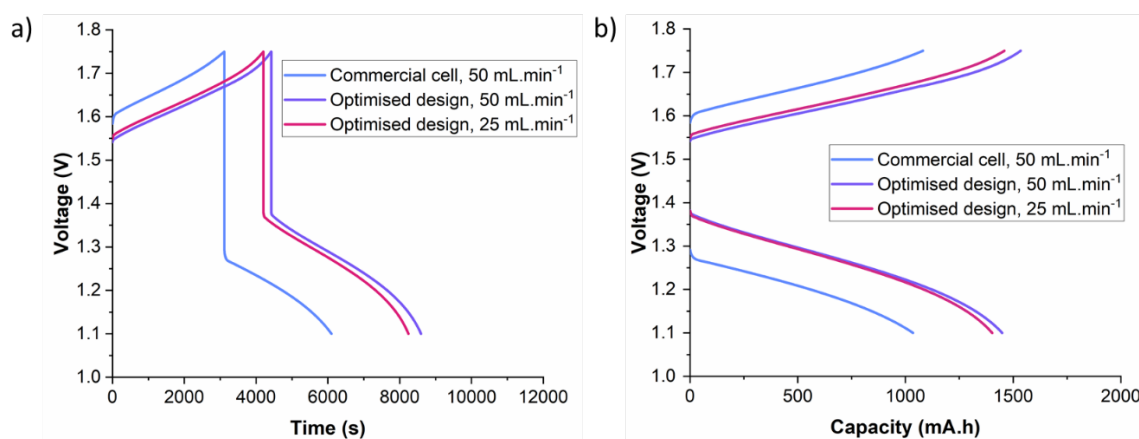 a)
1.8
1.7
1.6
1.5
1.4
1.3
1.2
1.1
1.0
Voltage (V)
Commercial cell, 50 mL.min⁻¹
Optimised design, 50 mL.min⁻¹
Optimised design, 25 mL.min⁻¹
0 2000 4000 6000 8000 10000 12000
Time (s)
b)
1.8
1.7
1.6
1.5
1.4
1.3
1.2
1.1
1.0
Voltage (V)
Commercial cell, 50 mL.min⁻¹
Optimised design, 50 mL.min⁻¹
Optimised design, 25 mL.min⁻¹
0 500 1000 1500 2000
Capacity (mA.h)